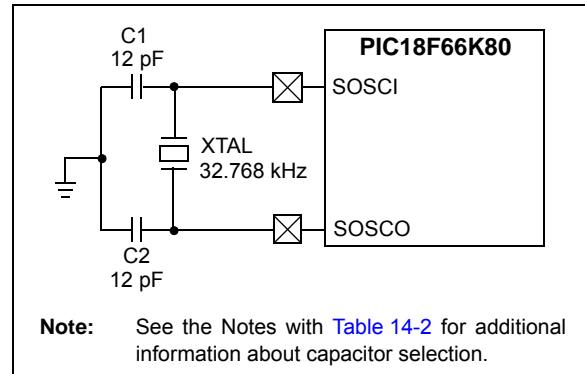 C1
12 pF
PIC18F66K80
SOSCI
XTAL
32.768 kHz
SOSCO
C2
12 pF
Note: See the Notes with Table 14-2 for additional
information about capacitor selection.